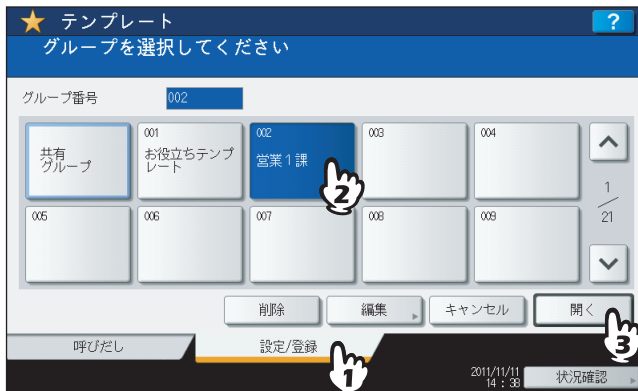 テンプレート
?
グループを選択してください
グループ番号
002
共有
グループ
001
お役立ちテンプ
レート
002
営業1課
003
004
005
006
007
008
009
1
21
削除
編集
キャンセル
開く
呼びだし
設定/登録
2011/11/11
14:38
状況確認
2
1
3